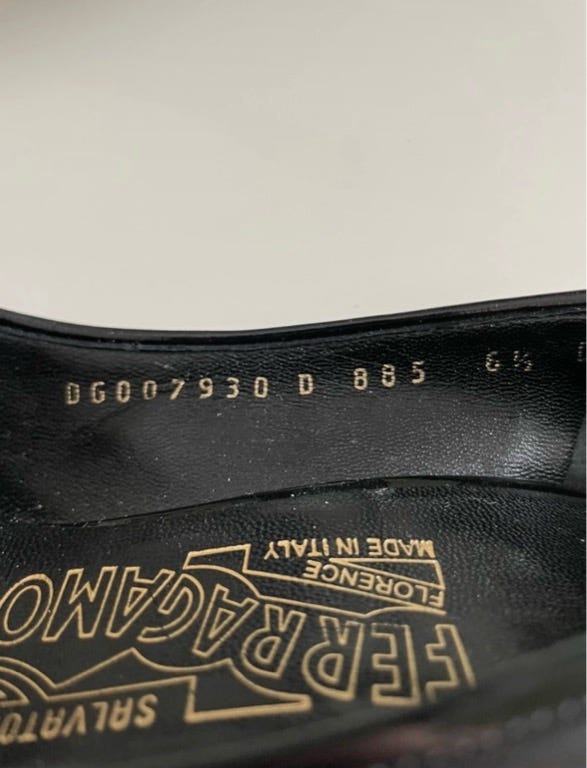 DG007930 D 885 6½
SALVATO
FERRAGAMO
FLORENCE
MADE IN ITALY